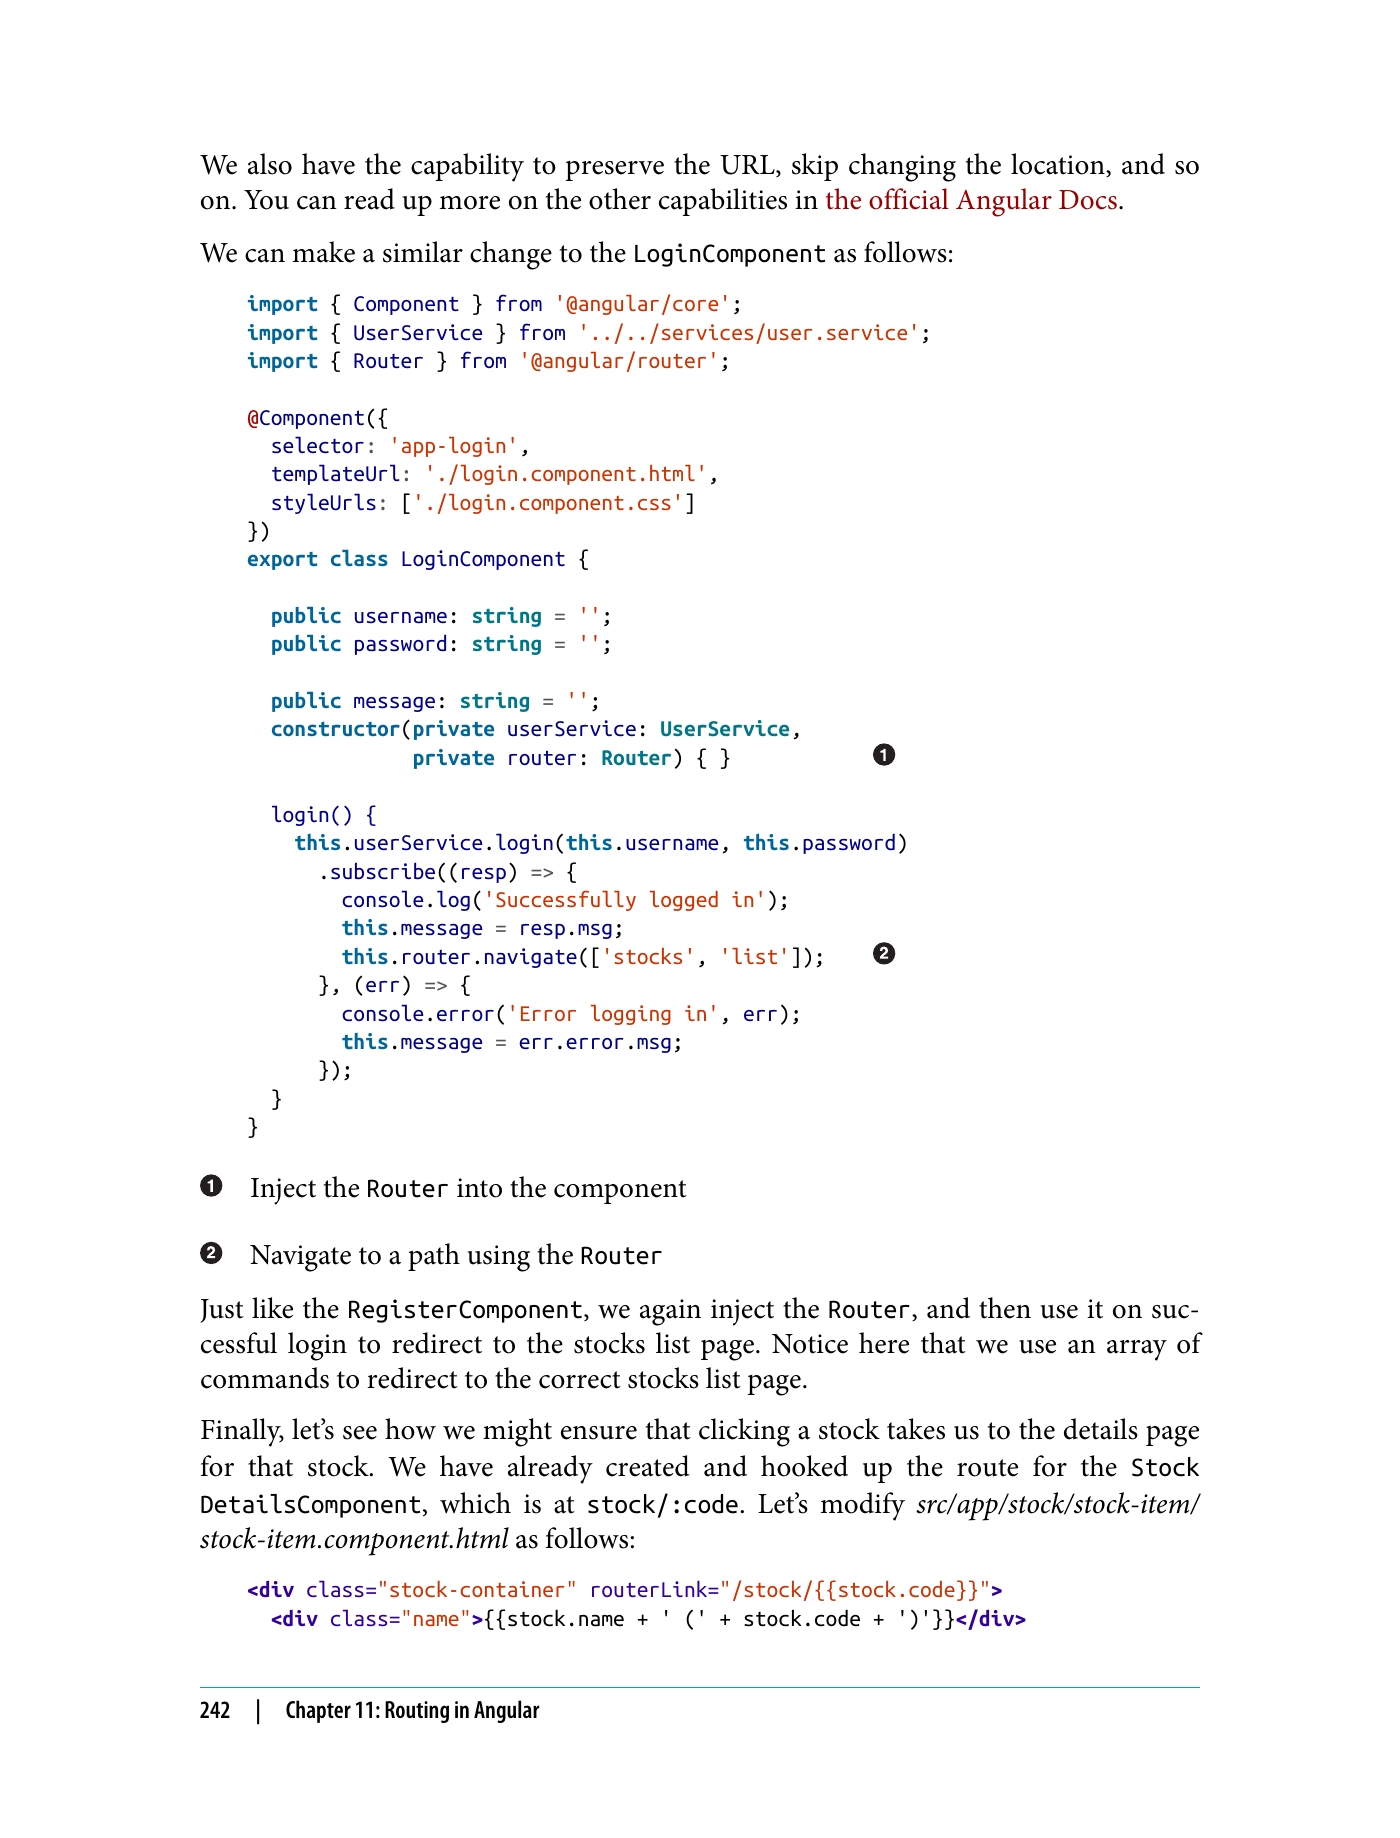 We also have the capability to preserve the URL, skip changing the location, and so
on. You can read up more on the other capabilities in the official Angular Docs.
We can make a similar change to the LoginComponent as follows:
import { Component } from '@angular/core';
import { UserService } from '../../services/user.service';
import { Router } from '@angular/router';
@Component({
  selector: 'app-login',
  templateUrl: './login.component.html',
  styleUrls: ['./login.component.css']
})
export class LoginComponent {
  public username: string = '';
  public password: string = '';
  public message: string = '';
  constructor(private userService: UserService,
              private router: Router) { } ❶
  login() {
    this.userService.login(this.username, this.password)
      .subscribe((resp) => {
        console.log('Successfully logged in');
        this.message = resp.msg;
        this.router.navigate(['stocks', 'list']); ❷
      }, (err) => {
        console.error('Error logging in', err);
        this.message = err.error.msg;
      });
  }
}
❶ Inject the Router into the component
❷ Navigate to a path using the Router
Just like the RegisterComponent, we again inject the Router, and then use it on suc-
cessful login to redirect to the stocks list page. Notice here that we use an array of
commands to redirect to the correct stocks list page.
Finally, let's see how we might ensure that clicking a stock takes us to the details page
for that stock. We have already created and hooked up the route for the Stock
DetailsComponent, which is at stock/:code. Let's modify src/app/stock/stock-item/
stock-item.component.html as follows:
<div class="stock-container" routerLink="/stock/{{stock.code}}">
  <div class="name">{{stock.name + ' (' + stock.code + ')'}}</div>
242 | Chapter 11: Routing in Angular